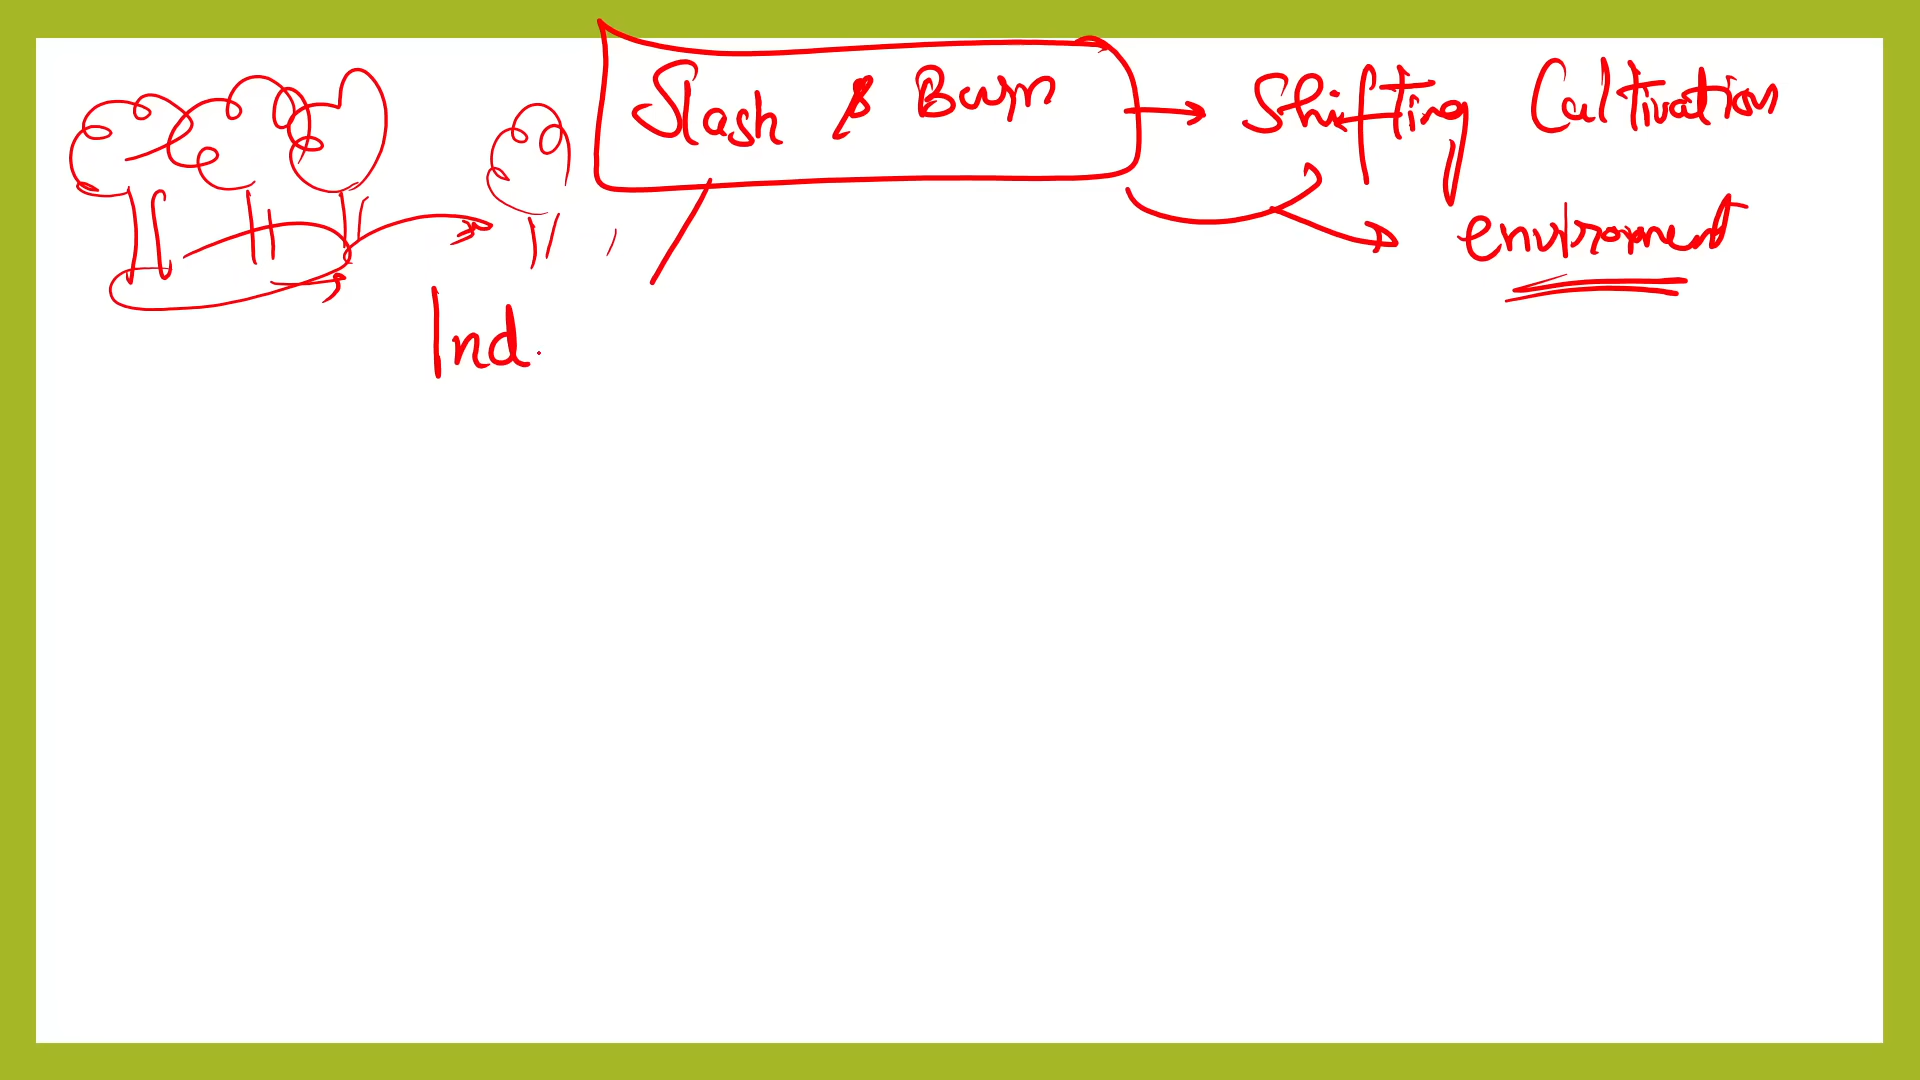 Slash & Burn → Shifting Cultivation
environment
Ind.